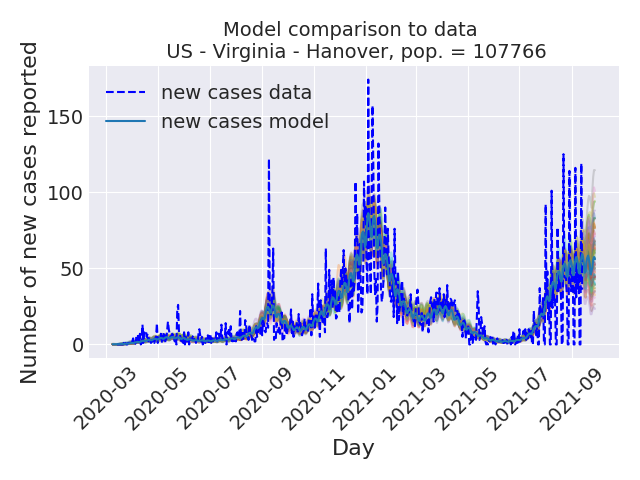 Model comparison to data
US - Virginia - Hanover, pop. = 107766
Number of new cases reported
new cases data
new cases model
150
100
50
0
2020-03
2020-05
2020-07
2020-09
2020-11
2021-01
2021-03
2021-05
2021-07
2021-09
Day